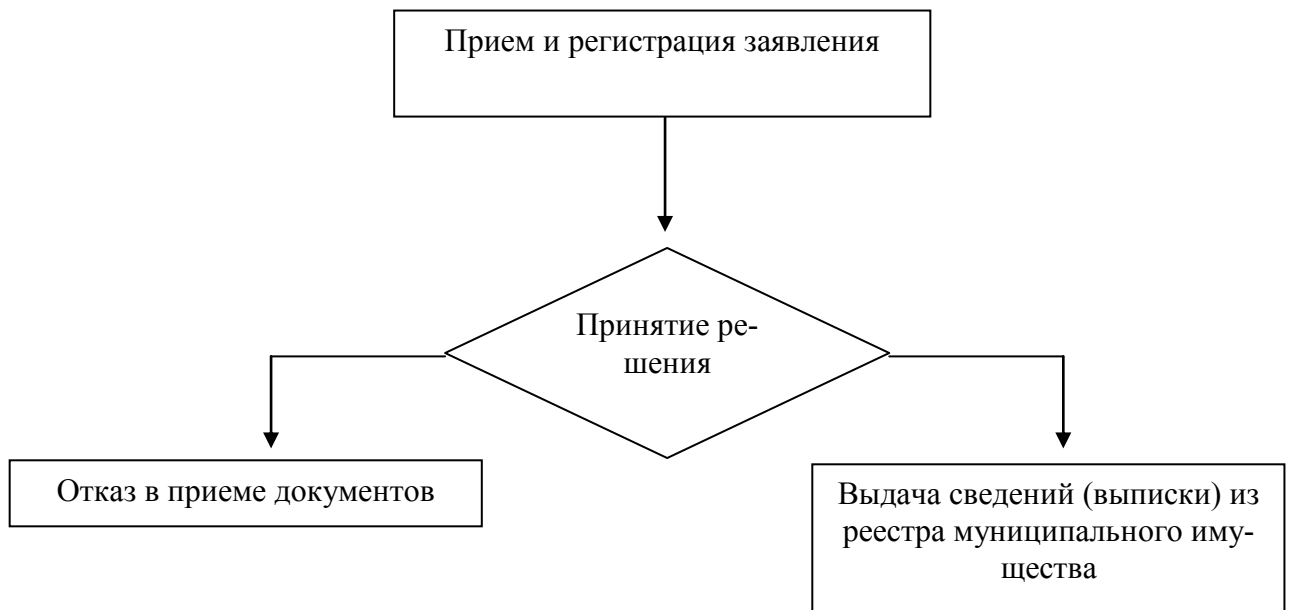 Прием и регистрация заявления
Принятие ре-
шения
Отказ в приеме документов
Выдача сведений (выписки) из
реестра муниципального иму-
щества